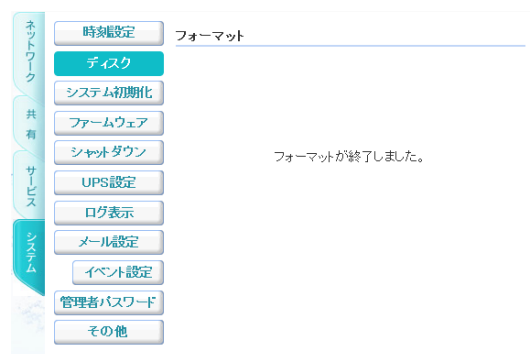 ネットワーク
共有
サービス
システム
時刻設定
ディスク
システム初期化
ファームウェア
シャットダウン
UPS設定
ログ表示
メール設定
イベント設定
管理者パスワード
その他
フォーマット
フォーマットが終了しました。